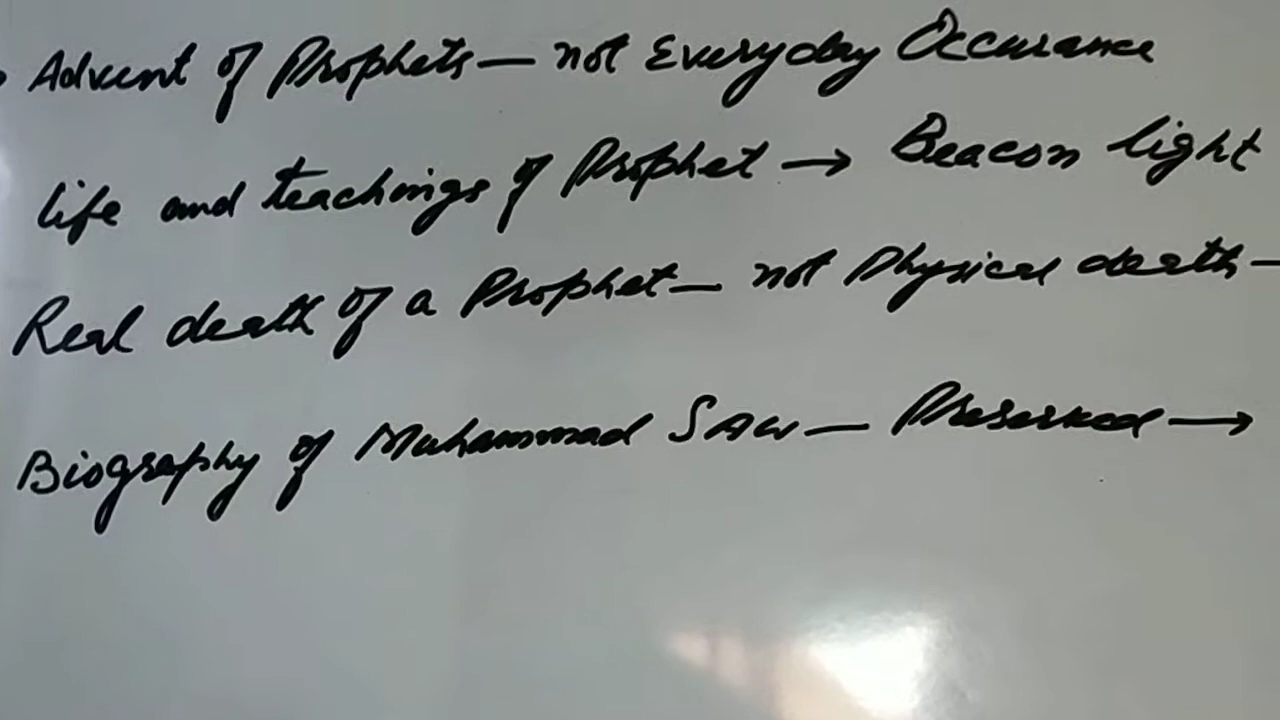 Advent of Prophets — not Everyday Occurance
life and teachings of Prophet → Beacon light
Real death of a Prophet — not Physical death —
Biography of Muhammad SAW — Preserved →